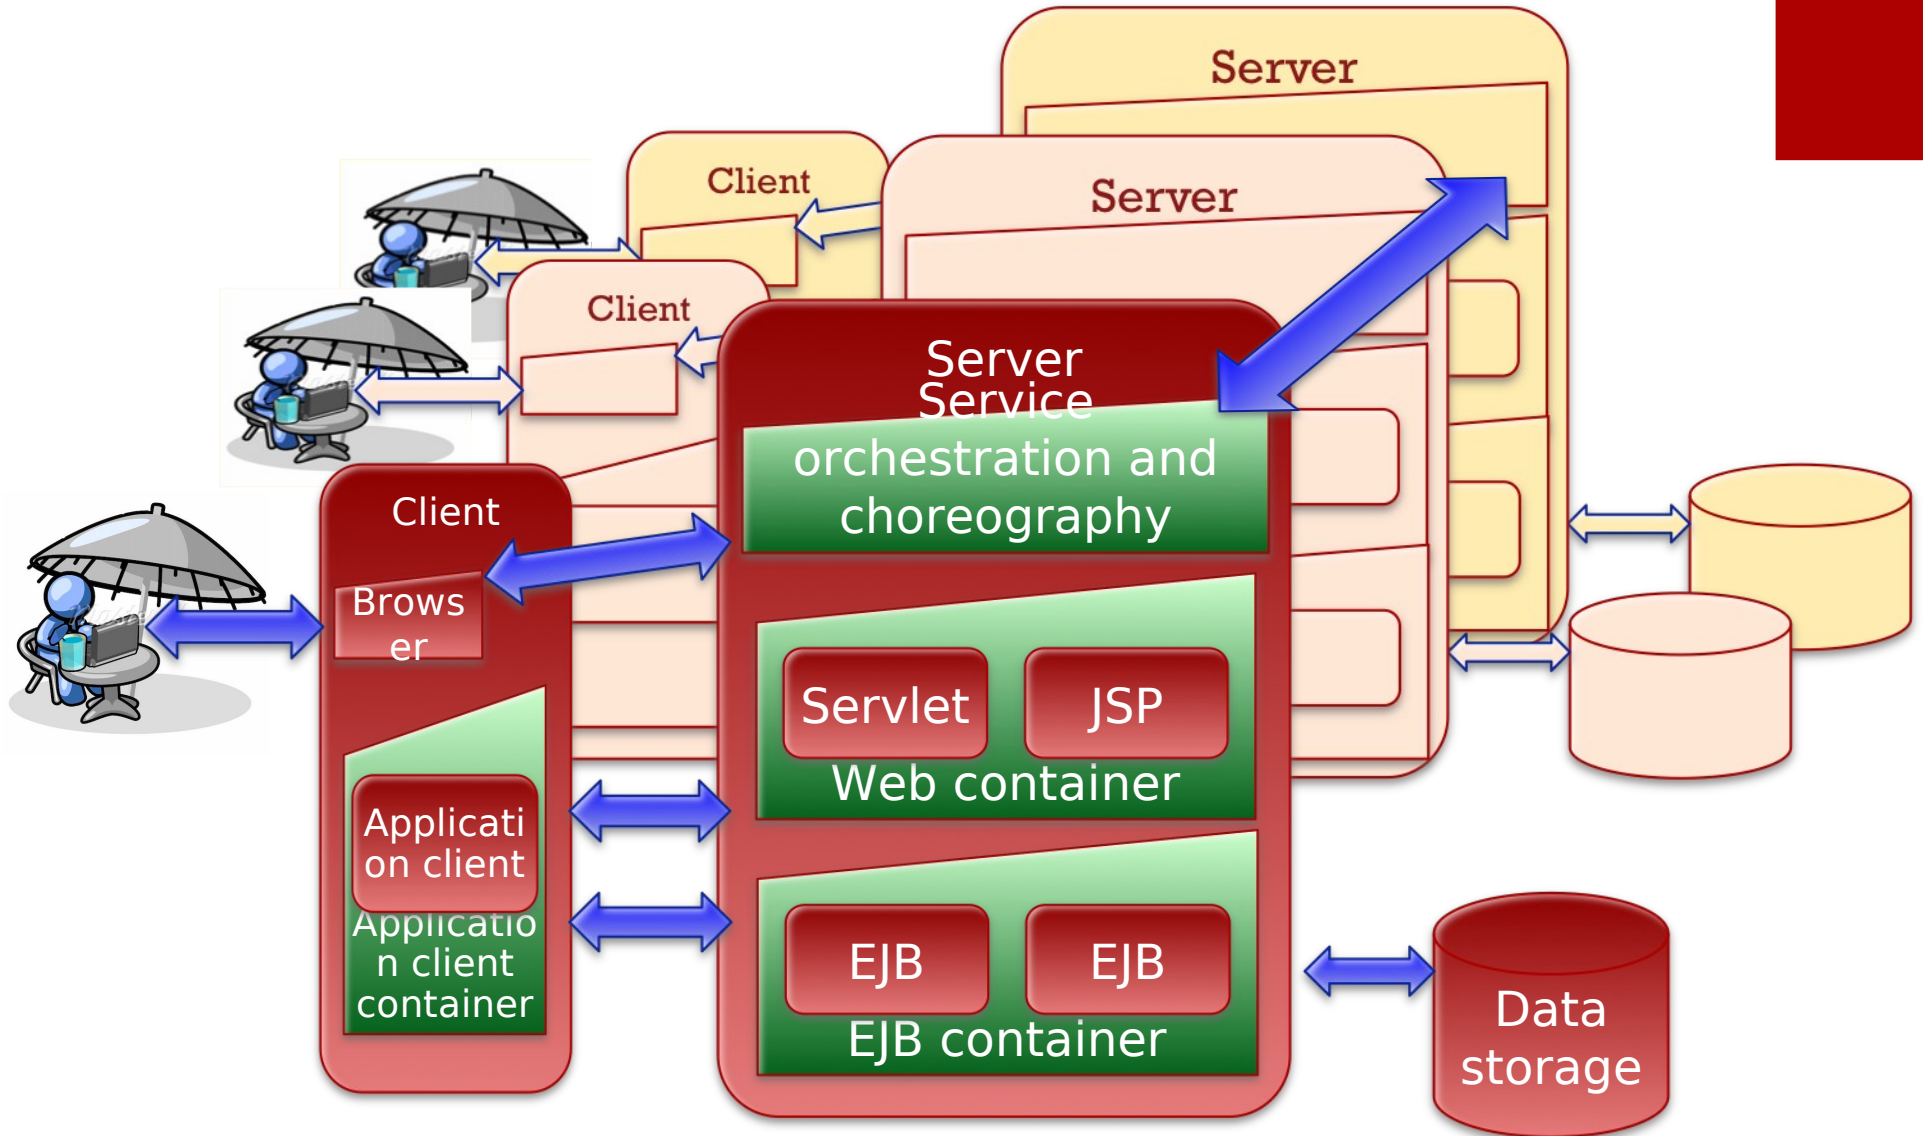 Server
Client
Server
Client
Server
Service
orchestration and
choreography
Client
Brows
er
Servlet
JSP
Web container
Applicati
on client
Applicatio
n client
container
EJB
EJB
EJB container
Data
storage